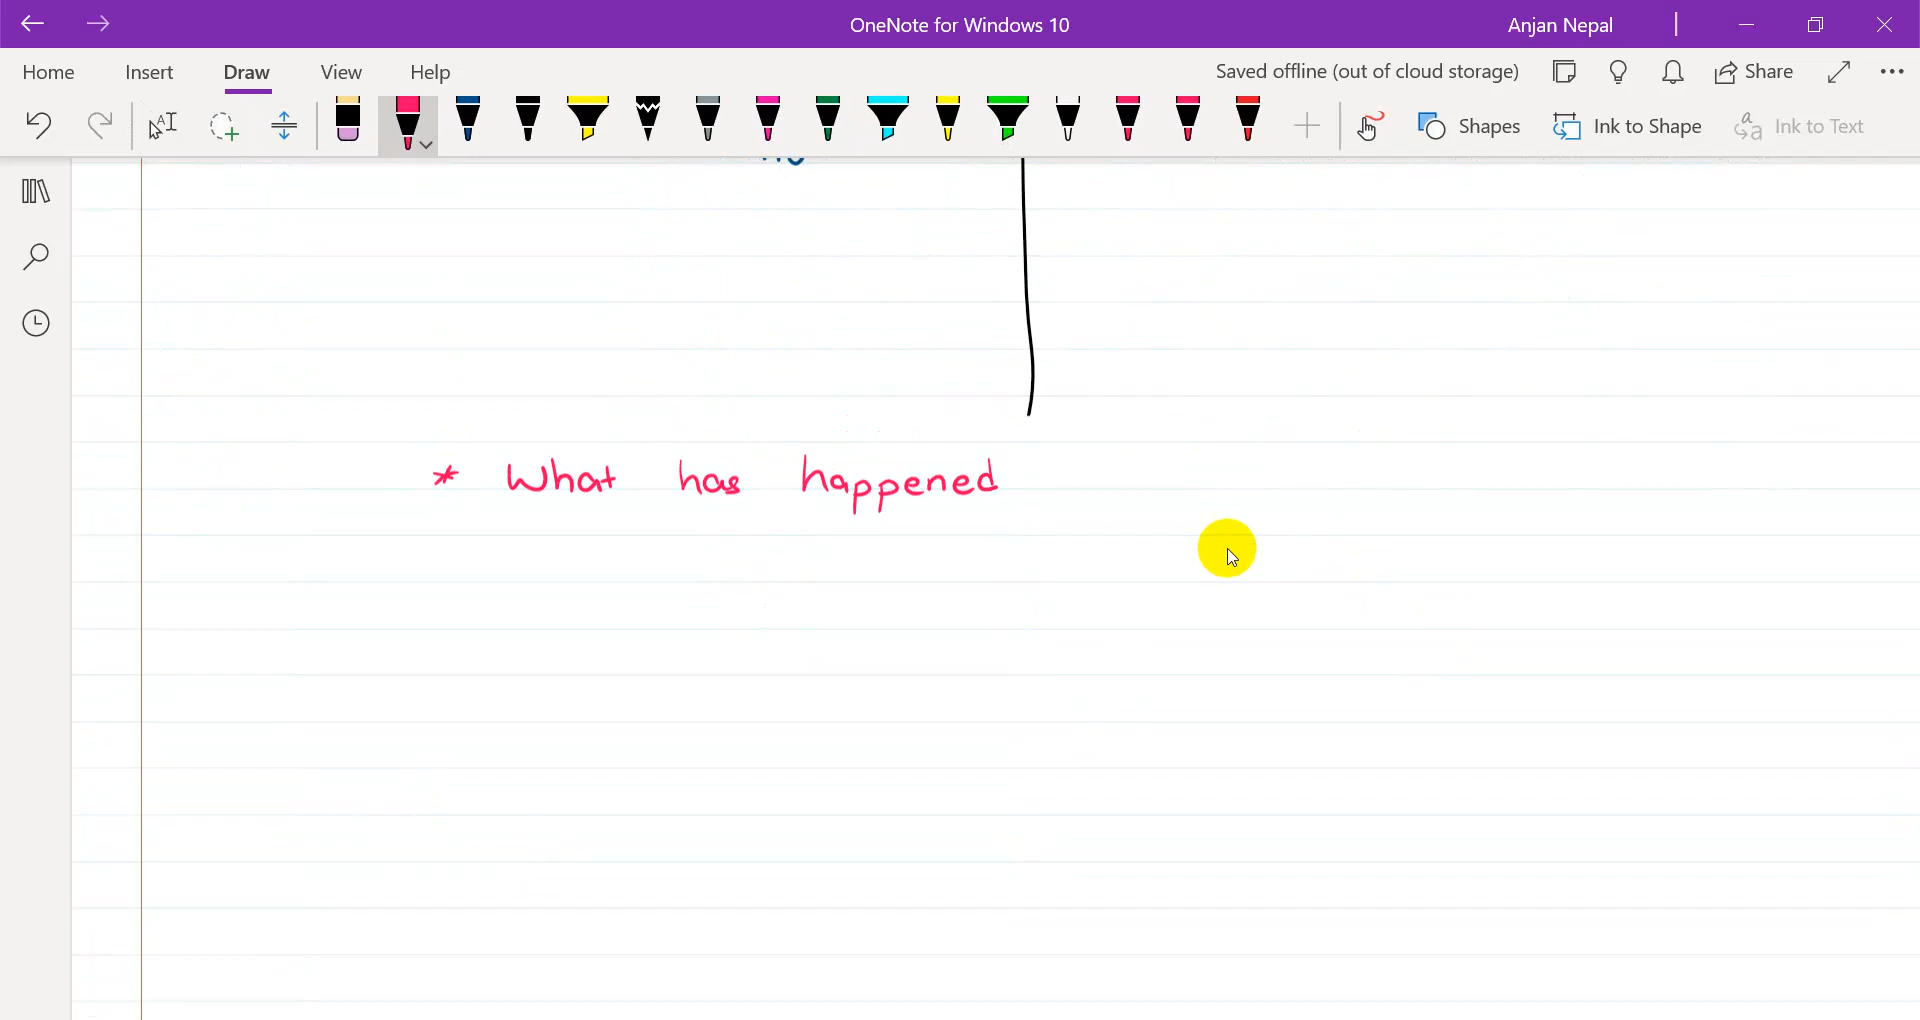 OneNote for Windows 10
Anjan Nepal
Home Insert Draw View Help
Saved offline (out of cloud storage)
Share
Shapes
Ink to Shape
Ink to Text
* What has happened